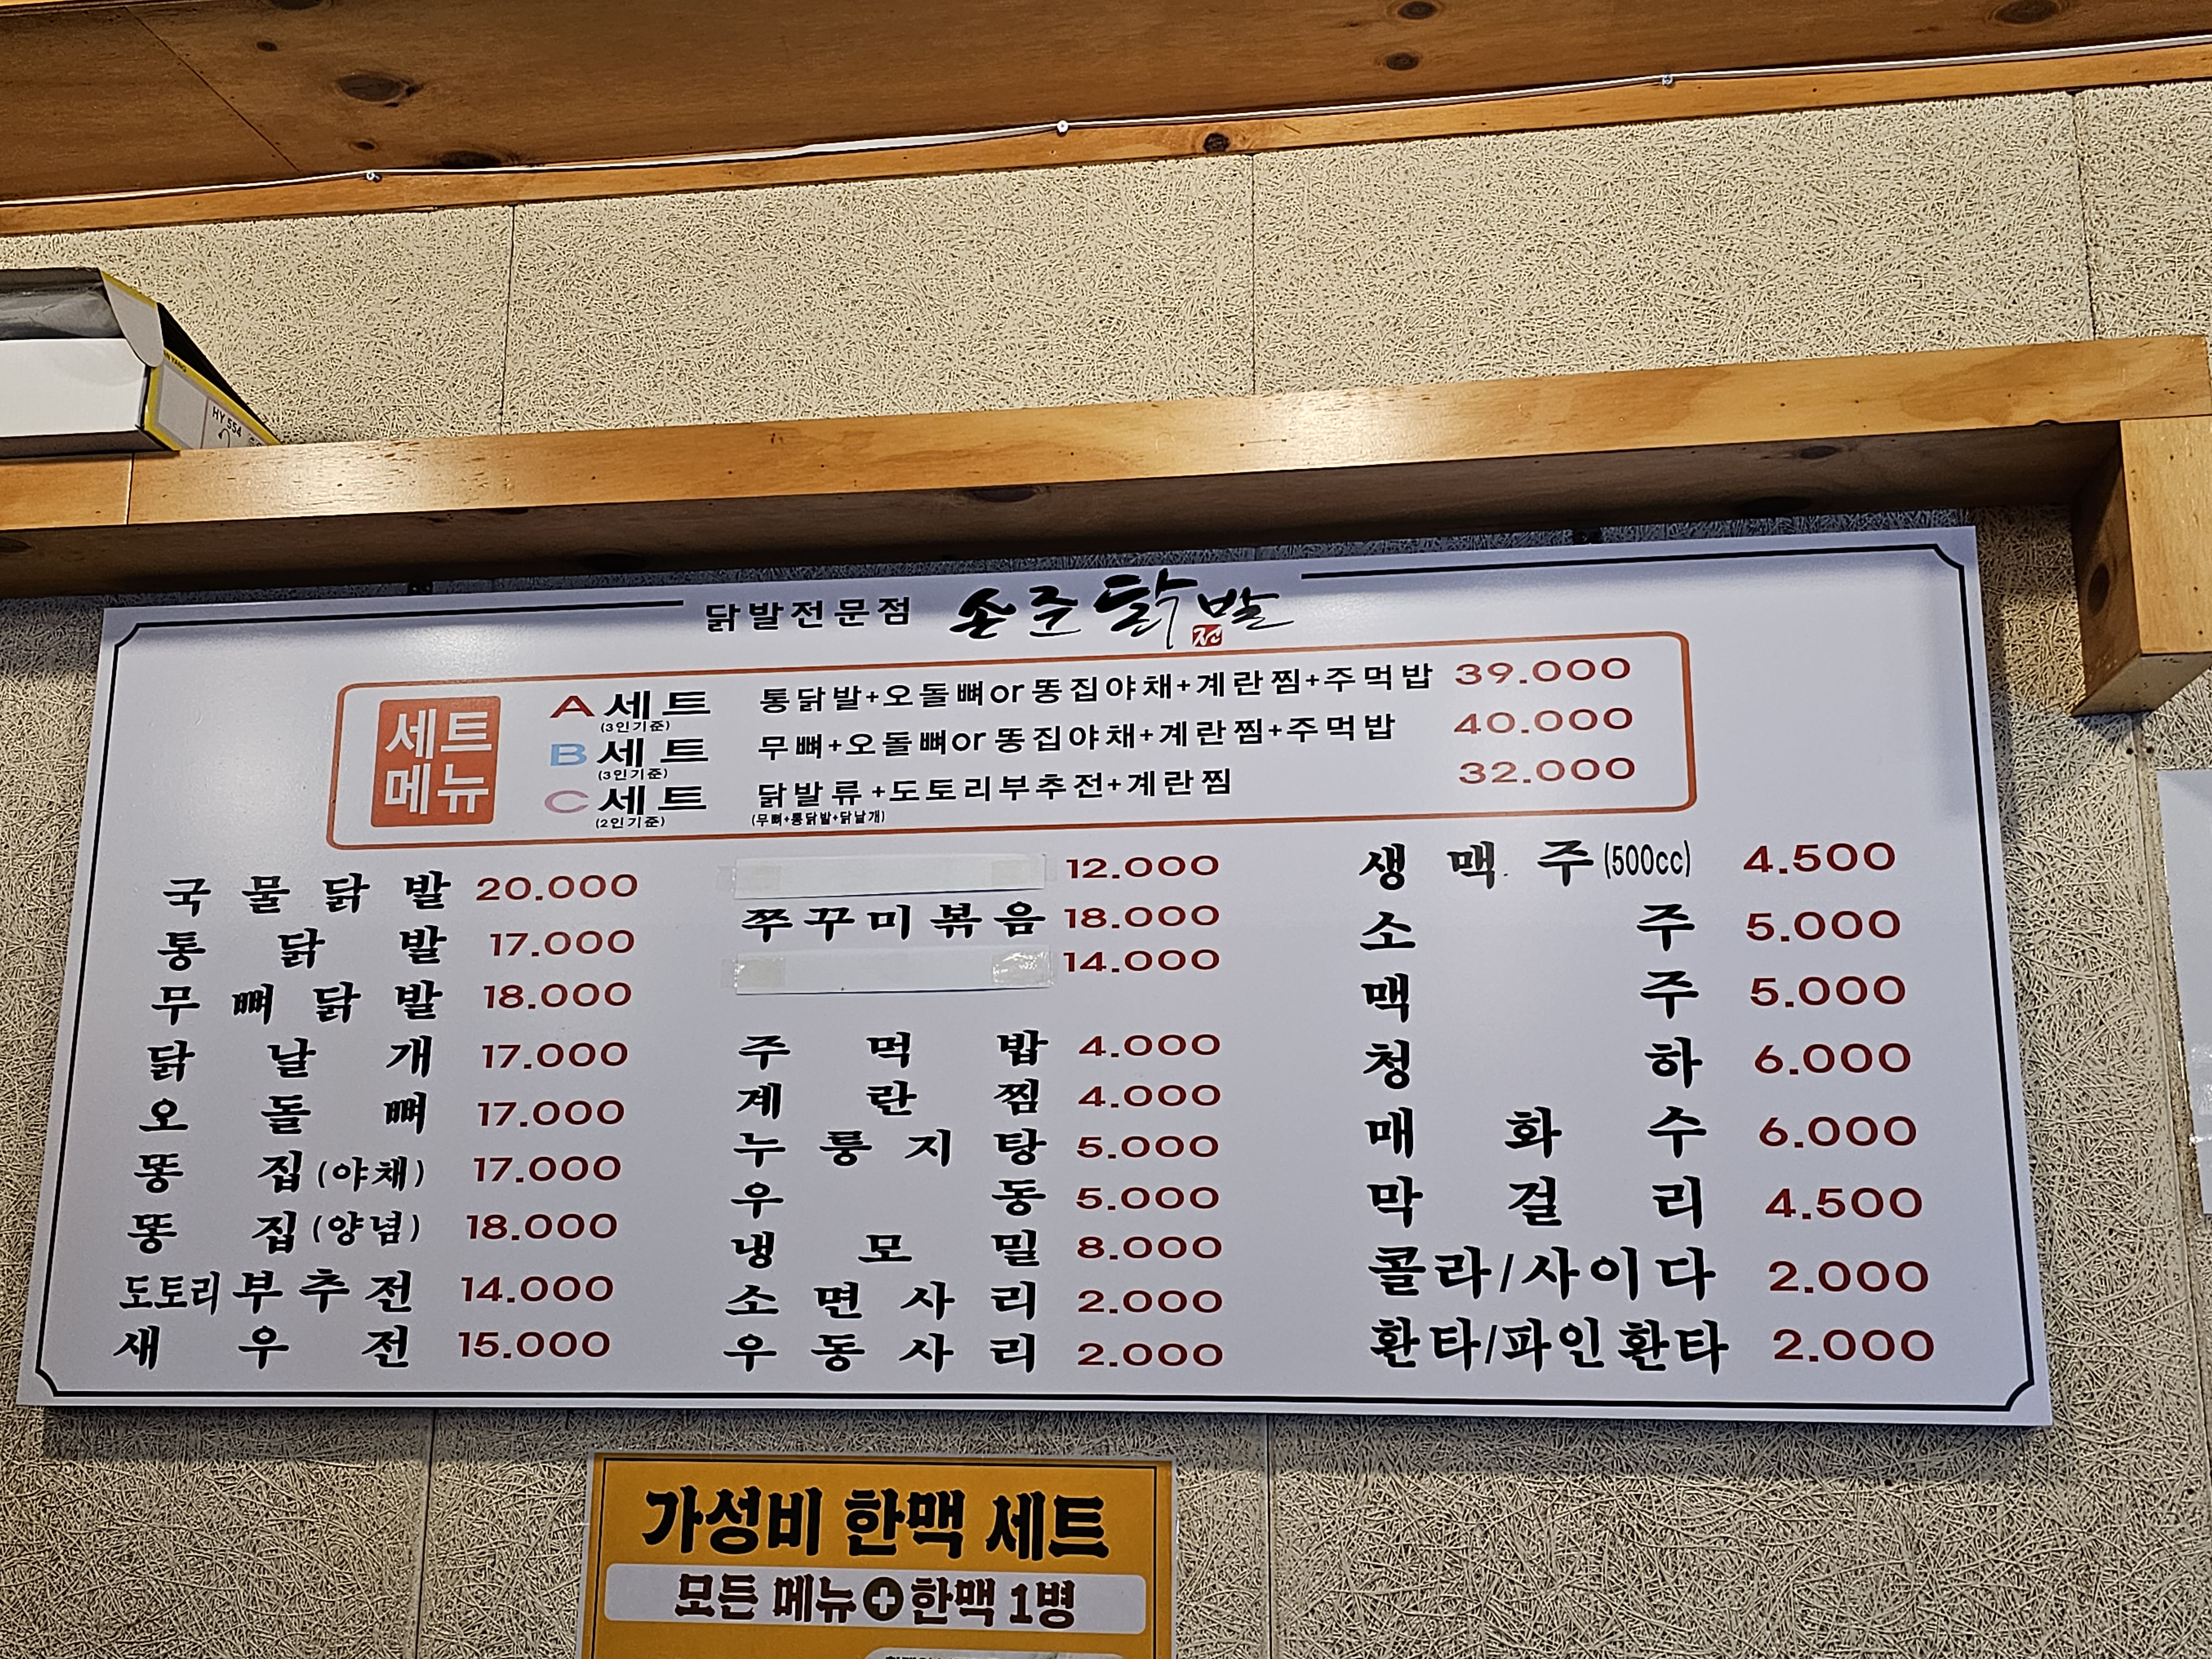 HY 554
닭발전문점 손준닭발
전
세트
메뉴
A 세트 통닭발+오돌뼈or똥집야채+계란찜+주먹밥 39.000
(3인기준)
B 세트 무뼈+오돌뼈or똥집야채+계란찜+주먹밥 40.000
(3인기준)
C 세트 닭발류+도토리부추전+계란찜 32.000
(2인기준) (무뼈+통닭발+닭날개)
국물닭발 20.000
통닭발 17.000
무뼈닭발 18.000
닭날개 17.000
오돌뼈 17.000
똥집(야채) 17.000
똥집(양념) 18.000
도토리부추전 14.000
새우전 15.000
12.000
쭈꾸미볶음 18.000
14.000
주먹밥 4.000
계란찜 4.000
누룽지탕 5.000
우동 5.000
냉모밀 8.000
소면사리 2.000
우동사리 2.000
생맥주(500cc) 4.500
소주 5.000
맥주 5.000
청하 6.000
매화수 6.000
막걸리 4.500
콜라/사이다 2.000
환타/파인환타 2.000
가성비 한맥 세트
모든 메뉴+한맥 1병